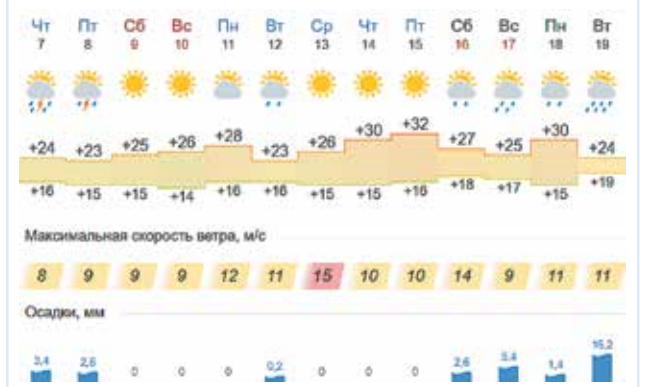 Чт Пт Сб Вс Пн Вт Ср Чт Пт Сб Вс Пн Вт
7 8 9 10 11 12 13 14 15 16 17 18 19
+24 +23 +25 +26 +28 +23 +26 +30 +32 +27 +25 +30 +24
+16 +15 +15 +14 +16 +16 +15 +15 +16 +18 +17 +15 +19
Максимальная скорость ветра, м/с
8 9 9 9 12 11 15 10 10 14 9 11 11
Осадки, мм
3,4 2,6 0 0 0 0,2 0 0 0 2,6 5,4 1,4 15,2